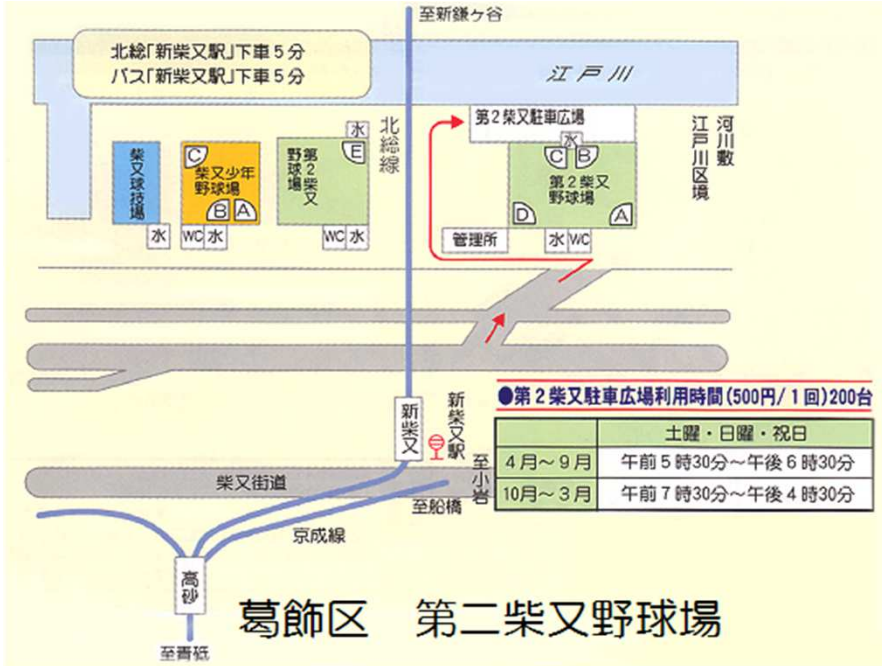 至新鎌ヶ谷
北総「新柴又駅」下車5分
バス「新柴又駅」下車5分
江戸川
第2柴又駐車広場
北総線
河川敷
江戸川区境
水
水
柴又球技場
C
柴又少年
野球場
B A
第2柴又
野球場
E
C B
第2柴又
野球場
D
A
水
WC 水
WC 水
管理所
水 WC
●第2柴又駐車広場利用時間(500円/1回)200台
土曜・日曜・祝日
4月～9月 午前5時30分～午後6時30分
10月～3月 午前7時30分～午後4時30分
新柴又
新柴又駅
至小岩
柴又街道
至船橋
京成線
高砂
至青砥
葛飾区 第二柴又野球場